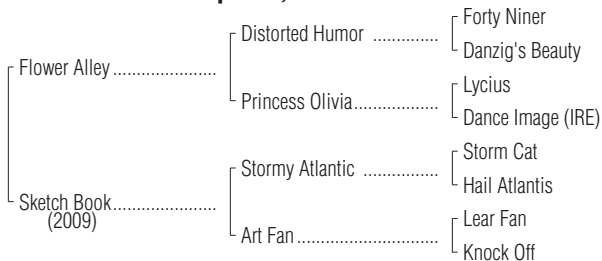 Forty Niner
Distorted Humor ..............
Danzig's Beauty
Flower Alley ......................
Lycius
Princess Olivia..................
Dance Image (IRE)
Storm Cat
Stormy Atlantic ................
Hail Atlantis
Sketch Book......................
(2009)
Lear Fan
Art Fan..............................
Knock Off